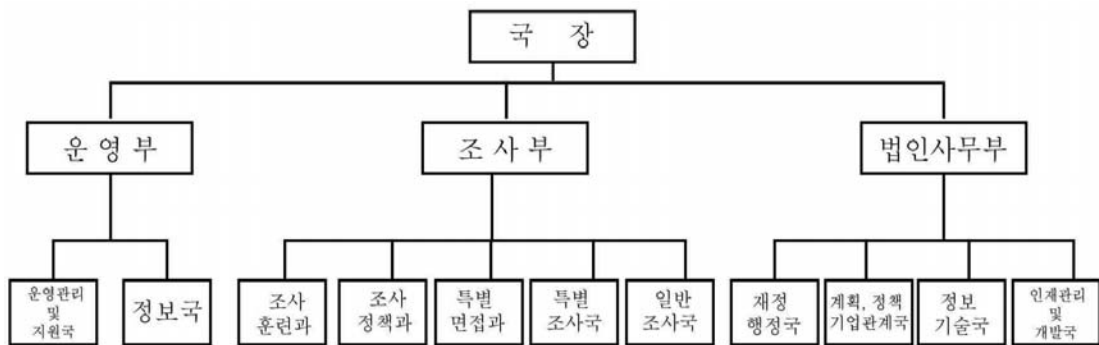 국 장
운 영 부
조 사 부
법인사무부
운영관리
및
지원국
정보국
조사
훈련과
조사
정책과
특별
면접과
특별
조사국
일반
조사국
재정
행정국
계획, 정책
기업관계국
정보
기술국
인재관리
및
개발국